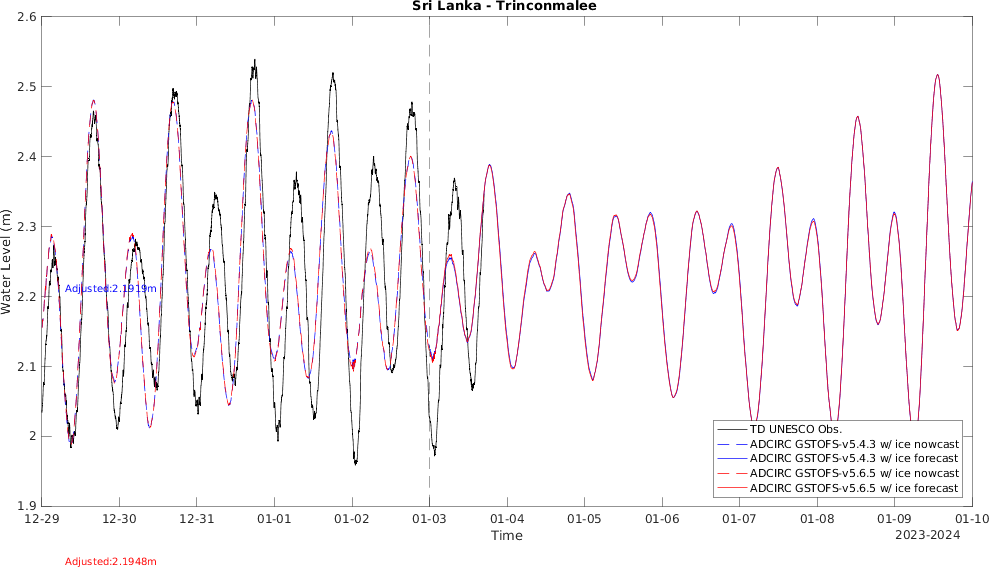 Sri Lanka - Trinconmalee
2.6
2.5
2.4
2.3
2.2
2.1
2
1.9
Water Level (m)
Adjusted:2.1919m
TD UNESCO Obs.
ADCIRC GSTOFS-v5.4.3 w/ ice nowcast
ADCIRC GSTOFS-v5.4.3 w/ ice forecast
ADCIRC GSTOFS-v5.6.5 w/ ice nowcast
ADCIRC GSTOFS-v5.6.5 w/ ice forecast
12-29 12-30 12-31 01-01 01-02 01-03 01-04 01-05 01-06 01-07 01-08 01-09 01-10
Time
2023-2024
Adjusted:2.1948m